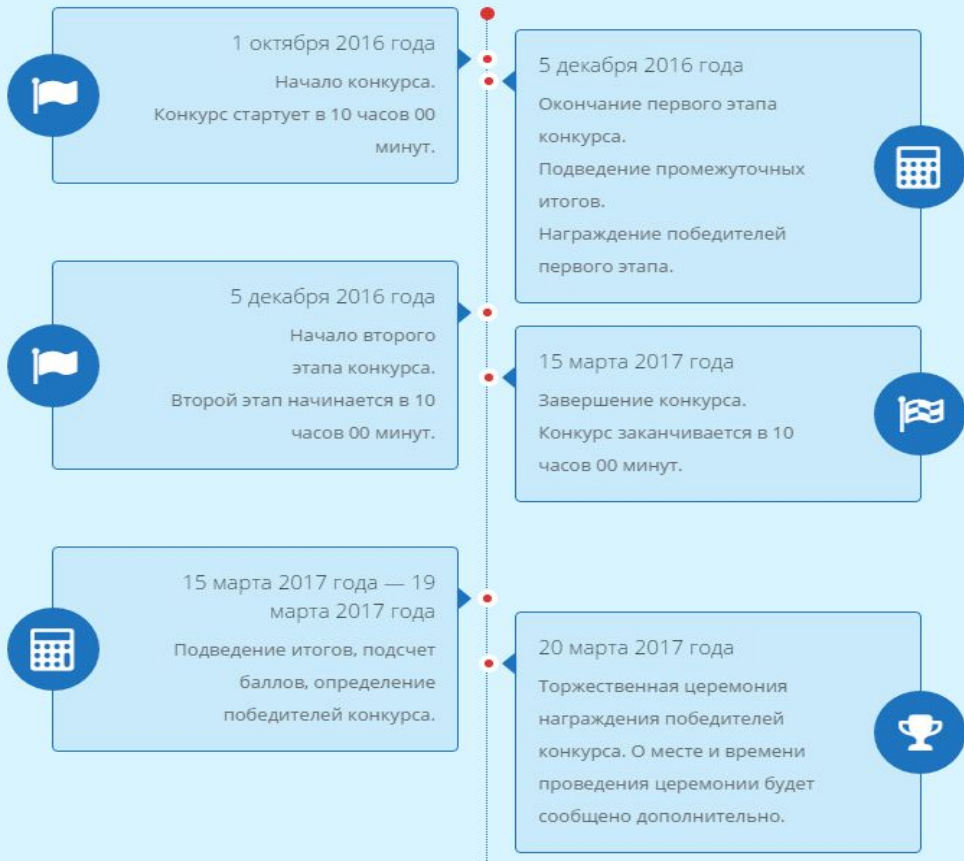 1 октября 2016 года
Начало конкурса.
Конкурс стартует в 10 часов 00
минут.
5 декабря 2016 года
Окончание первого этапа
конкурса.
Подведение промежуточных
итогов.
Награждение победителей
первого этапа.
5 декабря 2016 года
Начало второго
этапа конкурса.
Второй этап начинается в 10
часов 00 минут.
15 марта 2017 года
Завершение конкурса.
Конкурс заканчивается в 10
часов 00 минут.
15 марта 2017 года — 19
марта 2017 года
Подведение итогов, подсчет
баллов, определение
победителей конкурса.
20 марта 2017 года
Торжественная церемония
награждения победителей
конкурса. О месте и времени
проведения церемонии будет
сообщено дополнительно.